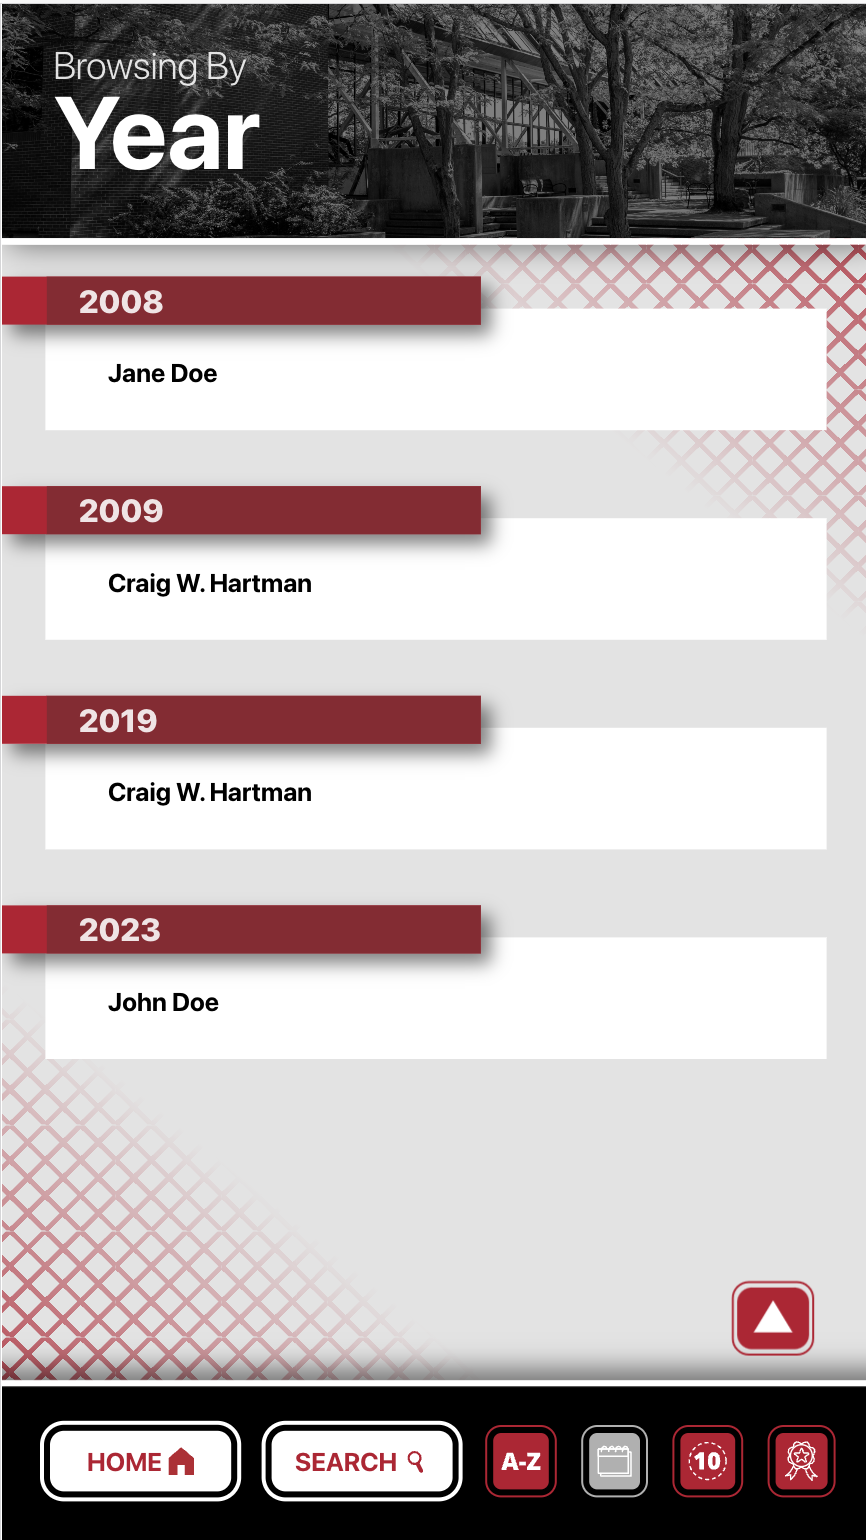 Browsing By
Year
2008
Jane Doe
2009
Craig W. Hartman
2019
Craig W. Hartman
2023
John Doe
HOME
SEARCH
A-Z
10